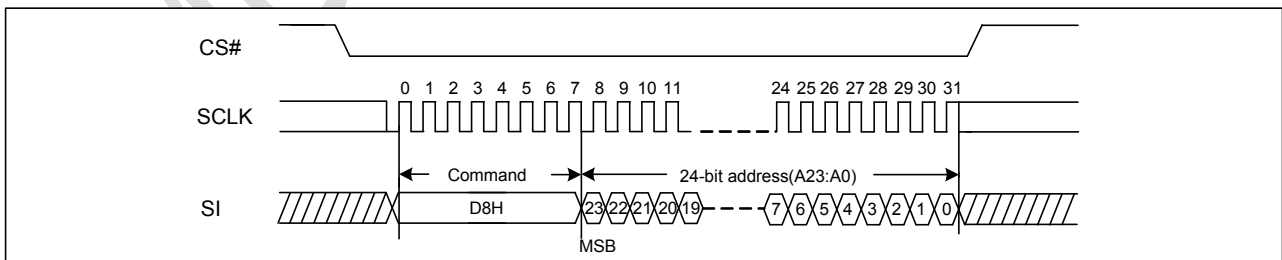 CS#
0 1 2 3 4 5 6 7 8 9 10 11 24 25 26 27 28 29 30 31
SCLK
Command 24-bit address(A23:A0)
SI D8H 23 22 21 20 19 7 6 5 4 3 2 1 0
MSB